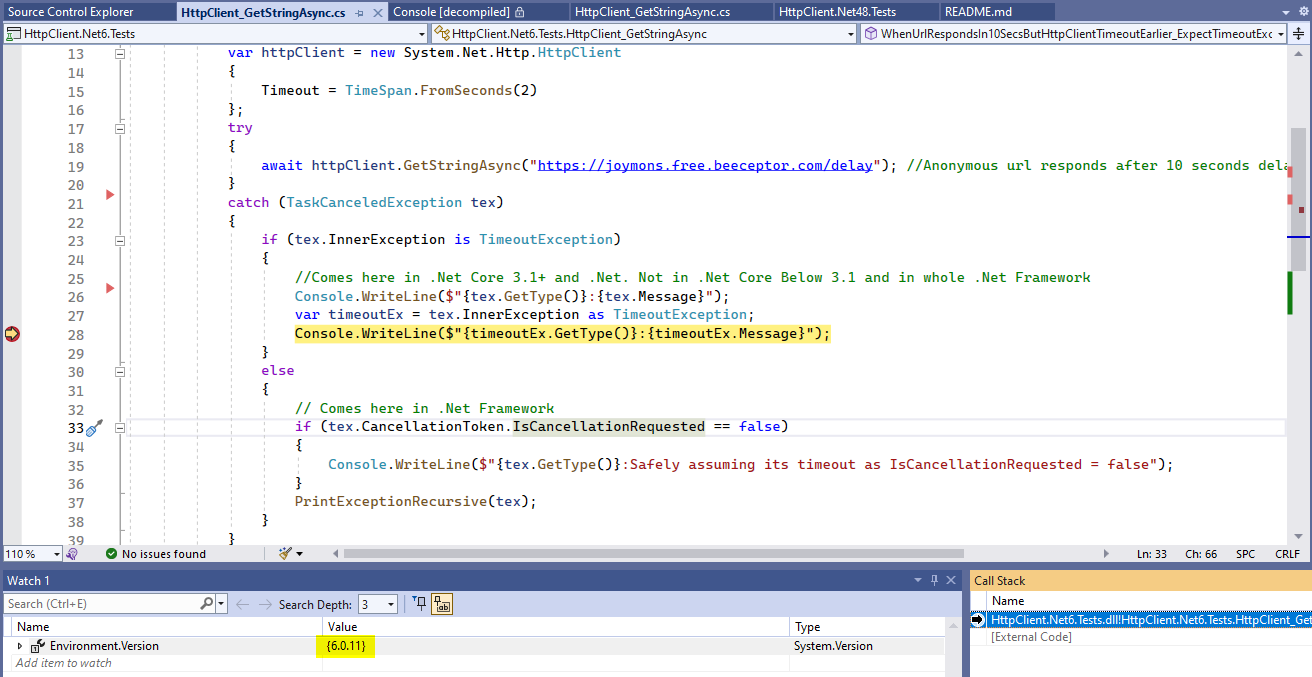 Source Control Explorer HttpClient_GetStringAsync.cs Console [decompiled] HttpClient_GetStringAsync.cs HttpClient.Net48.Tests README.md
HttpClient.Net6.Tests HttpClient.Net6.Tests.HttpClient_GetStringAsync WhenUrlRespondsIn10SecsButHttpClientTimeoutEarlier_ExpectTimeoutExc
13 var httpClient = new System.Net.Http.HttpClient
14 {
15 Timeout = TimeSpan.FromSeconds(2)
16 };
17 try
18 {
19 await httpClient.GetStringAsync("https://joymons.free.beeceptor.com/delay"); //Anonymous url responds after 10 seconds dela
20 }
21 catch (TaskCanceledException tex)
22 {
23 if (tex.InnerException is TimeoutException)
24 {
25 //Comes here in .Net Core 3.1+ and .Net. Not in .Net Core Below 3.1 and in whole .Net Framework
26 Console.WriteLine($"{tex.GetType()}:{tex.Message}");
27 var timeoutEx = tex.InnerException as TimeoutException;
28 Console.WriteLine($"{timeoutEx.GetType()}:{timeoutEx.Message}");
29 }
30 else
31 {
32 // Comes here in .Net Framework
33 if (tex.CancellationToken.IsCancellationRequested == false)
34 {
35 Console.WriteLine($"{tex.GetType()}:Safely assuming its timeout as IsCancellationRequested = false");
36 }
37 PrintExceptionRecursive(tex);
38 }
39 }
110 % No issues found Ln: 33 Ch: 66 SPC CRLF
Watch 1
Search (Ctrl+E) Search Depth: 3
Name Value Type
Environment.Version {6.0.11} System.Version
Add item to watch
Call Stack
Name
HttpClient.Net6.Tests.dll!HttpClient.Net6.Tests.HttpClient_Get
[External Code]